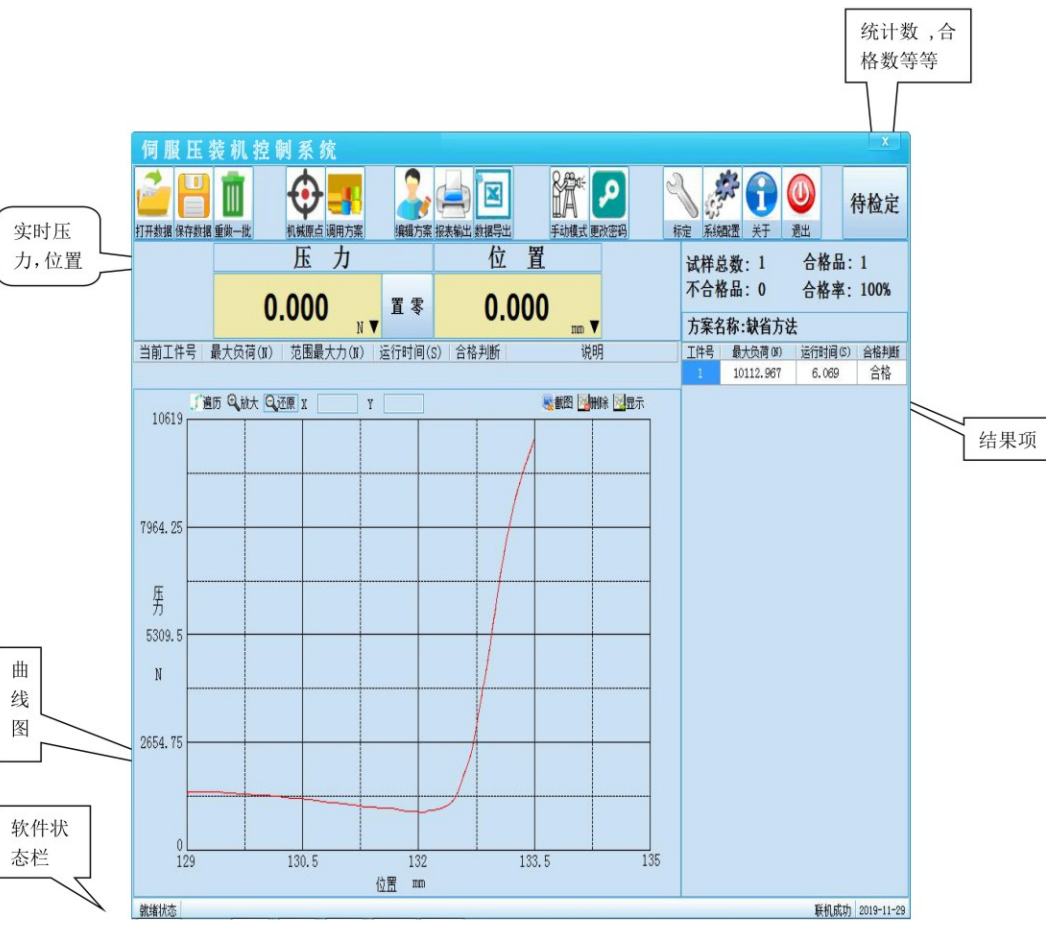 统计数 ,合
格数等等
伺服压装机控制系统
x
打开数据 保存数据 重做一批 机械原点 调用方案 编辑方案 报表输出 数据导出 手动模式 更改密码 标定 系统配置 关于 退出
待检定
实时压
力,位置
压 力 位 置
0.000 N 置 零 0.000 mm
试样总数: 1 合格品: 1
不合格品: 0 合格率: 100%
方案名称:缺省方法
当前工件号 最大负荷(N) 范围最大力(N) 运行时间(S) 合格判断 说明
工件号 最大负荷(N) 运行时间(S) 合格判断
1 10112.967 6.069 合格
遍历 放大 还原 X Y 截图 删除 显示
结果项
10619
7964.25
压
力
5309.5
N
2654.75
0
129 130.5 132 133.5 135
位置 mm
曲
线
图
软件状
态栏
就绪状态 联机成功 2019-11-29